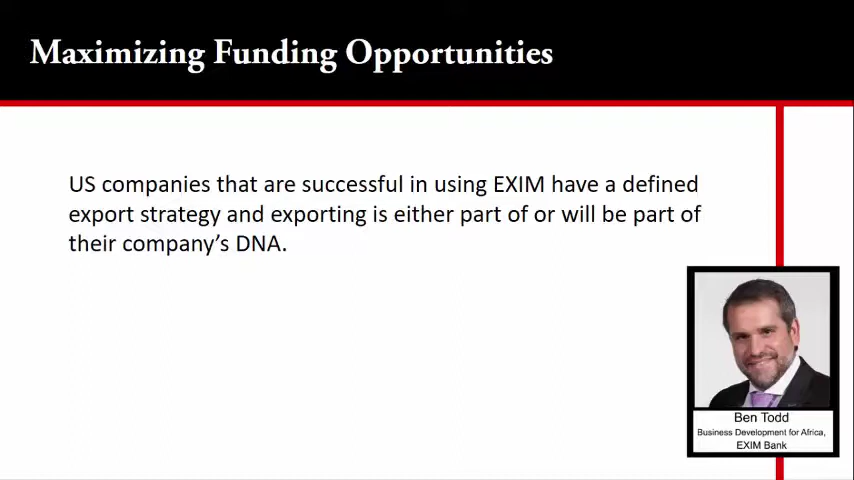 Maximizing Funding Opportunities
US companies that are successful in using EXIM have a defined
export strategy and exporting is either part of or will be part of
their company’s DNA.
Ben Todd
Business Development for Africa,
EXIM Bank